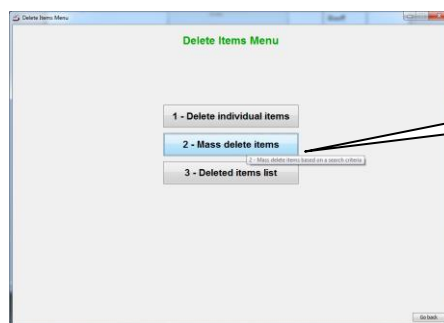 Delete Items Menu
Delete Items Menu
1 - Delete individual items
2 - Mass delete items
2 - Mass delete items based on a search criteria
3 - Deleted items list
Go back